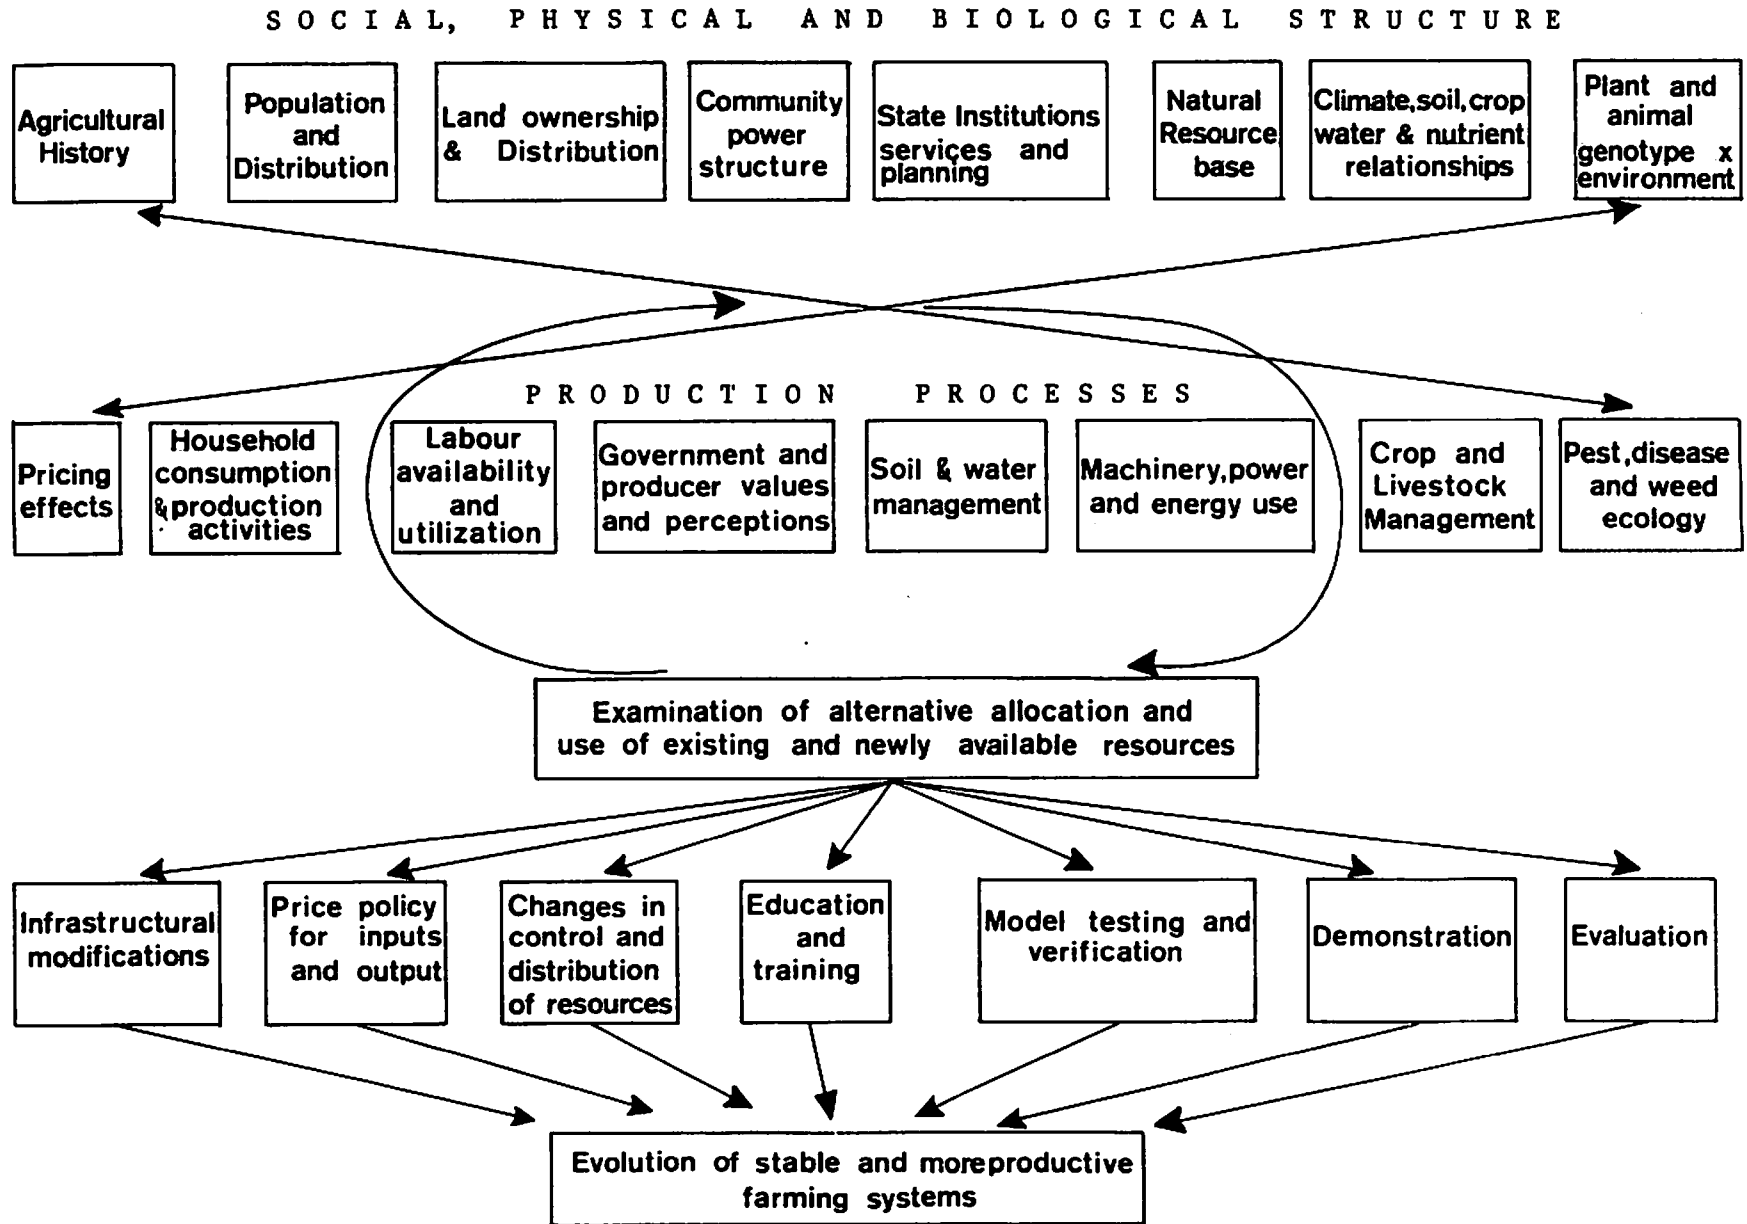 SOCIAL, PHYSICAL AND BIOLOGICAL STRUCTURE
Agricultural
History
Population
and
Distribution
Land ownership
& Distribution
Community
power
structure
State Institutions
services and
planning
Natural
Resource
base
Climate,soil,crop
water & nutrient
relationships
Plant and
animal
genotype x
environment
PRODUCTION PROCESSES
Pricing
effects
Household
consumption
& production
activities
Labour
availability
and
utilization
Government and
producer values
and perceptions
Soil & water
management
Machinery,power
and energy use
Crop and
Livestock
Management
Pest,disease
and weed
ecology
Examination of alternative allocation and
use of existing and newly available resources
Infrastructural
modifications
Price policy
for inputs
and output
Changes in
control and
distribution
of resources
Education
and
training
Model testing and
verification
Demonstration
Evaluation
Evolution of stable and moreproductive
farming systems